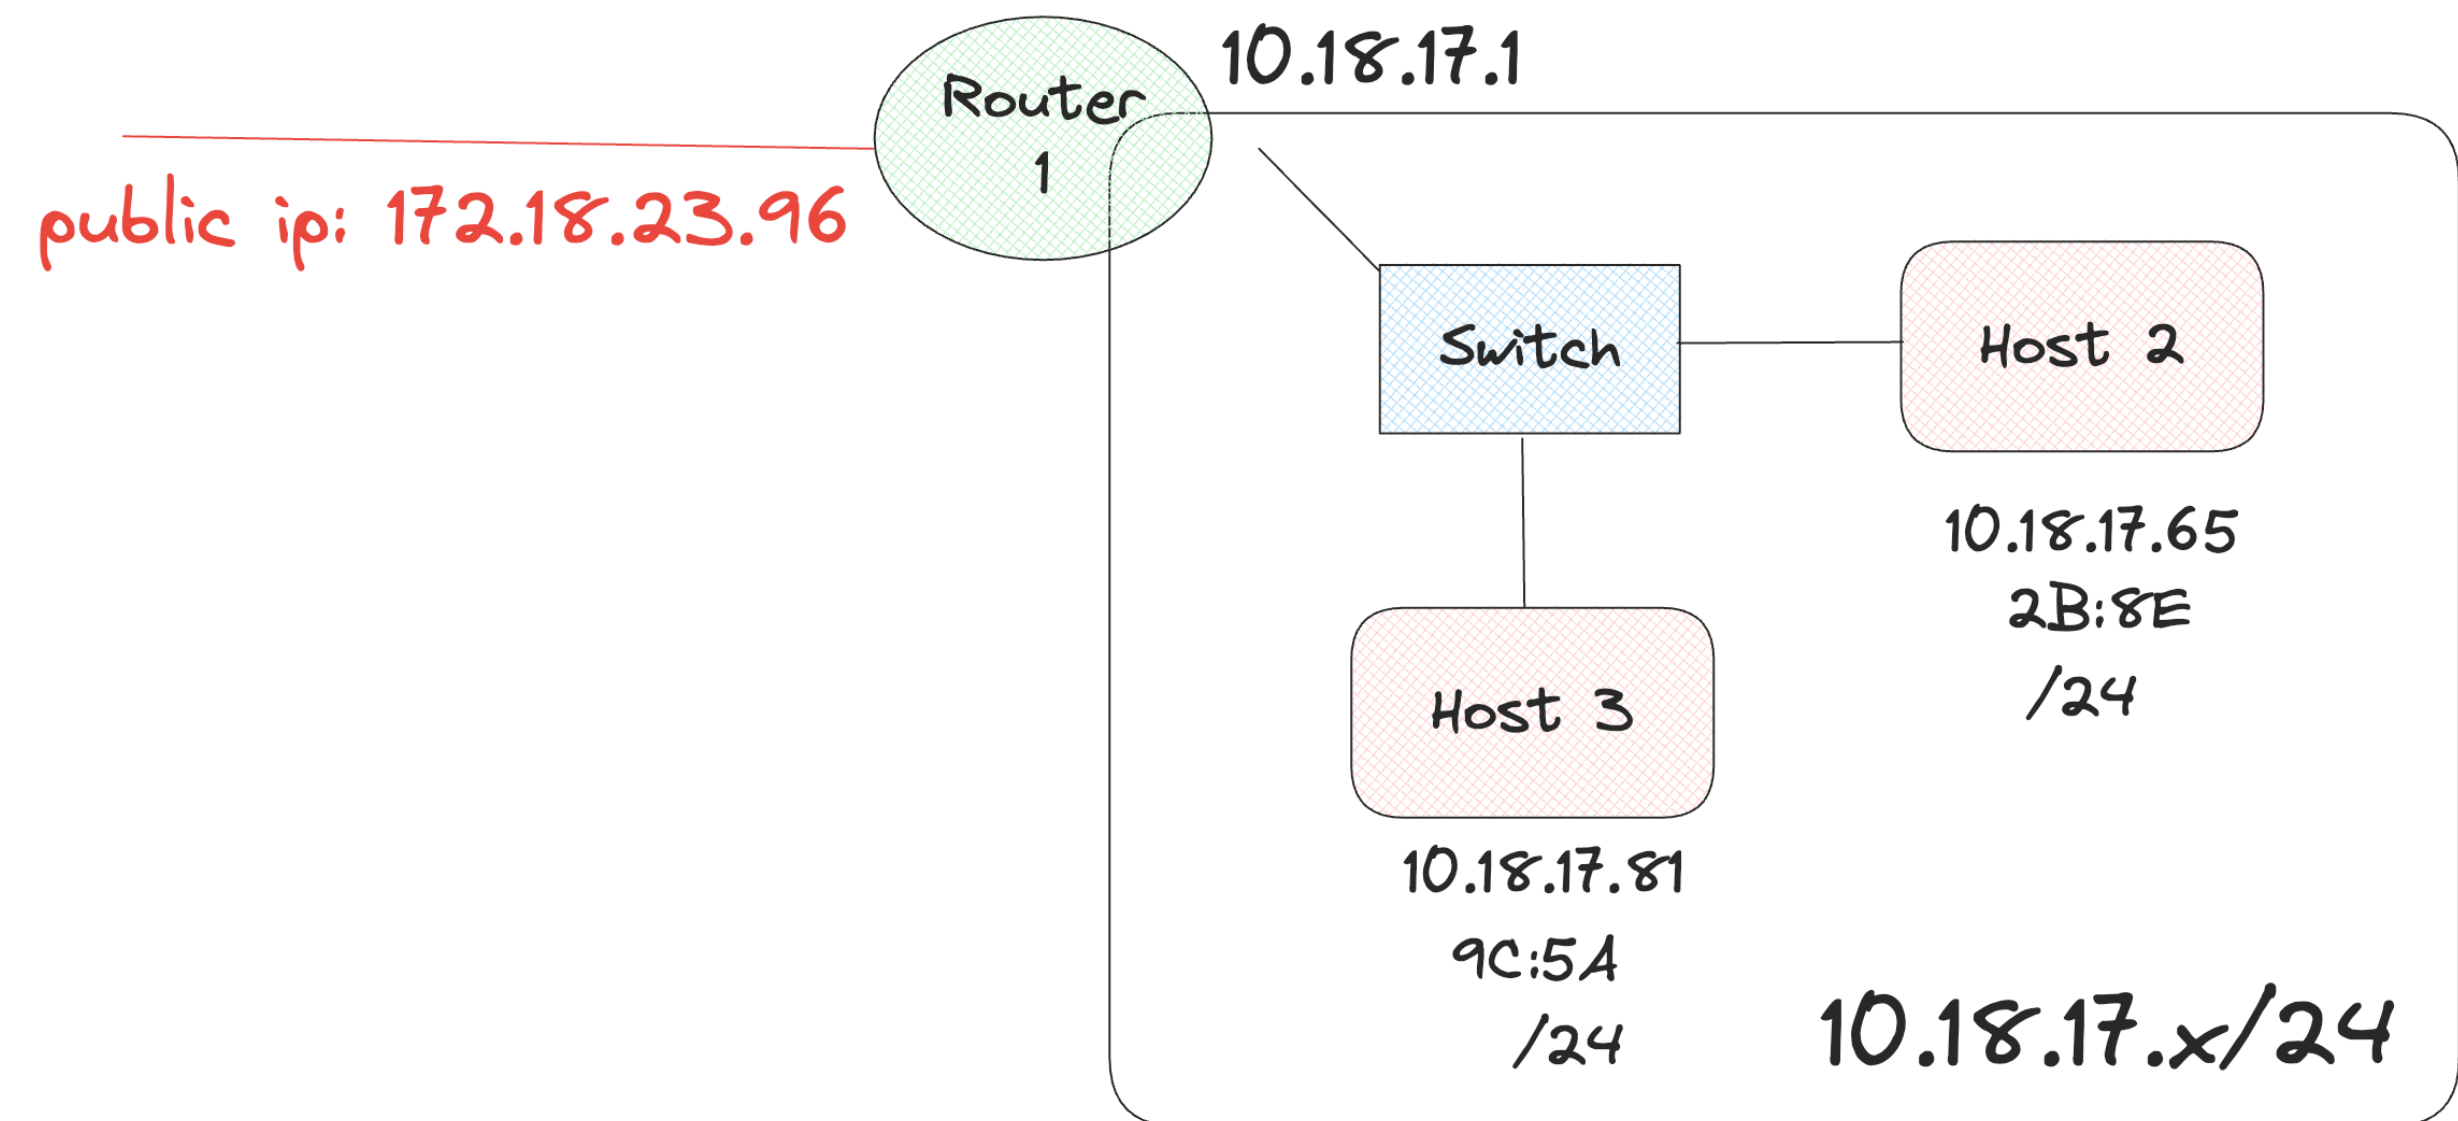 10.18.17.1
Router
1
public ip: 172.18.23.96
Switch
Host 2
10.18.17.65
2B:8E
/24
Host 3
10.18.17.81
9C:5A
/24
10.18.17.x/24